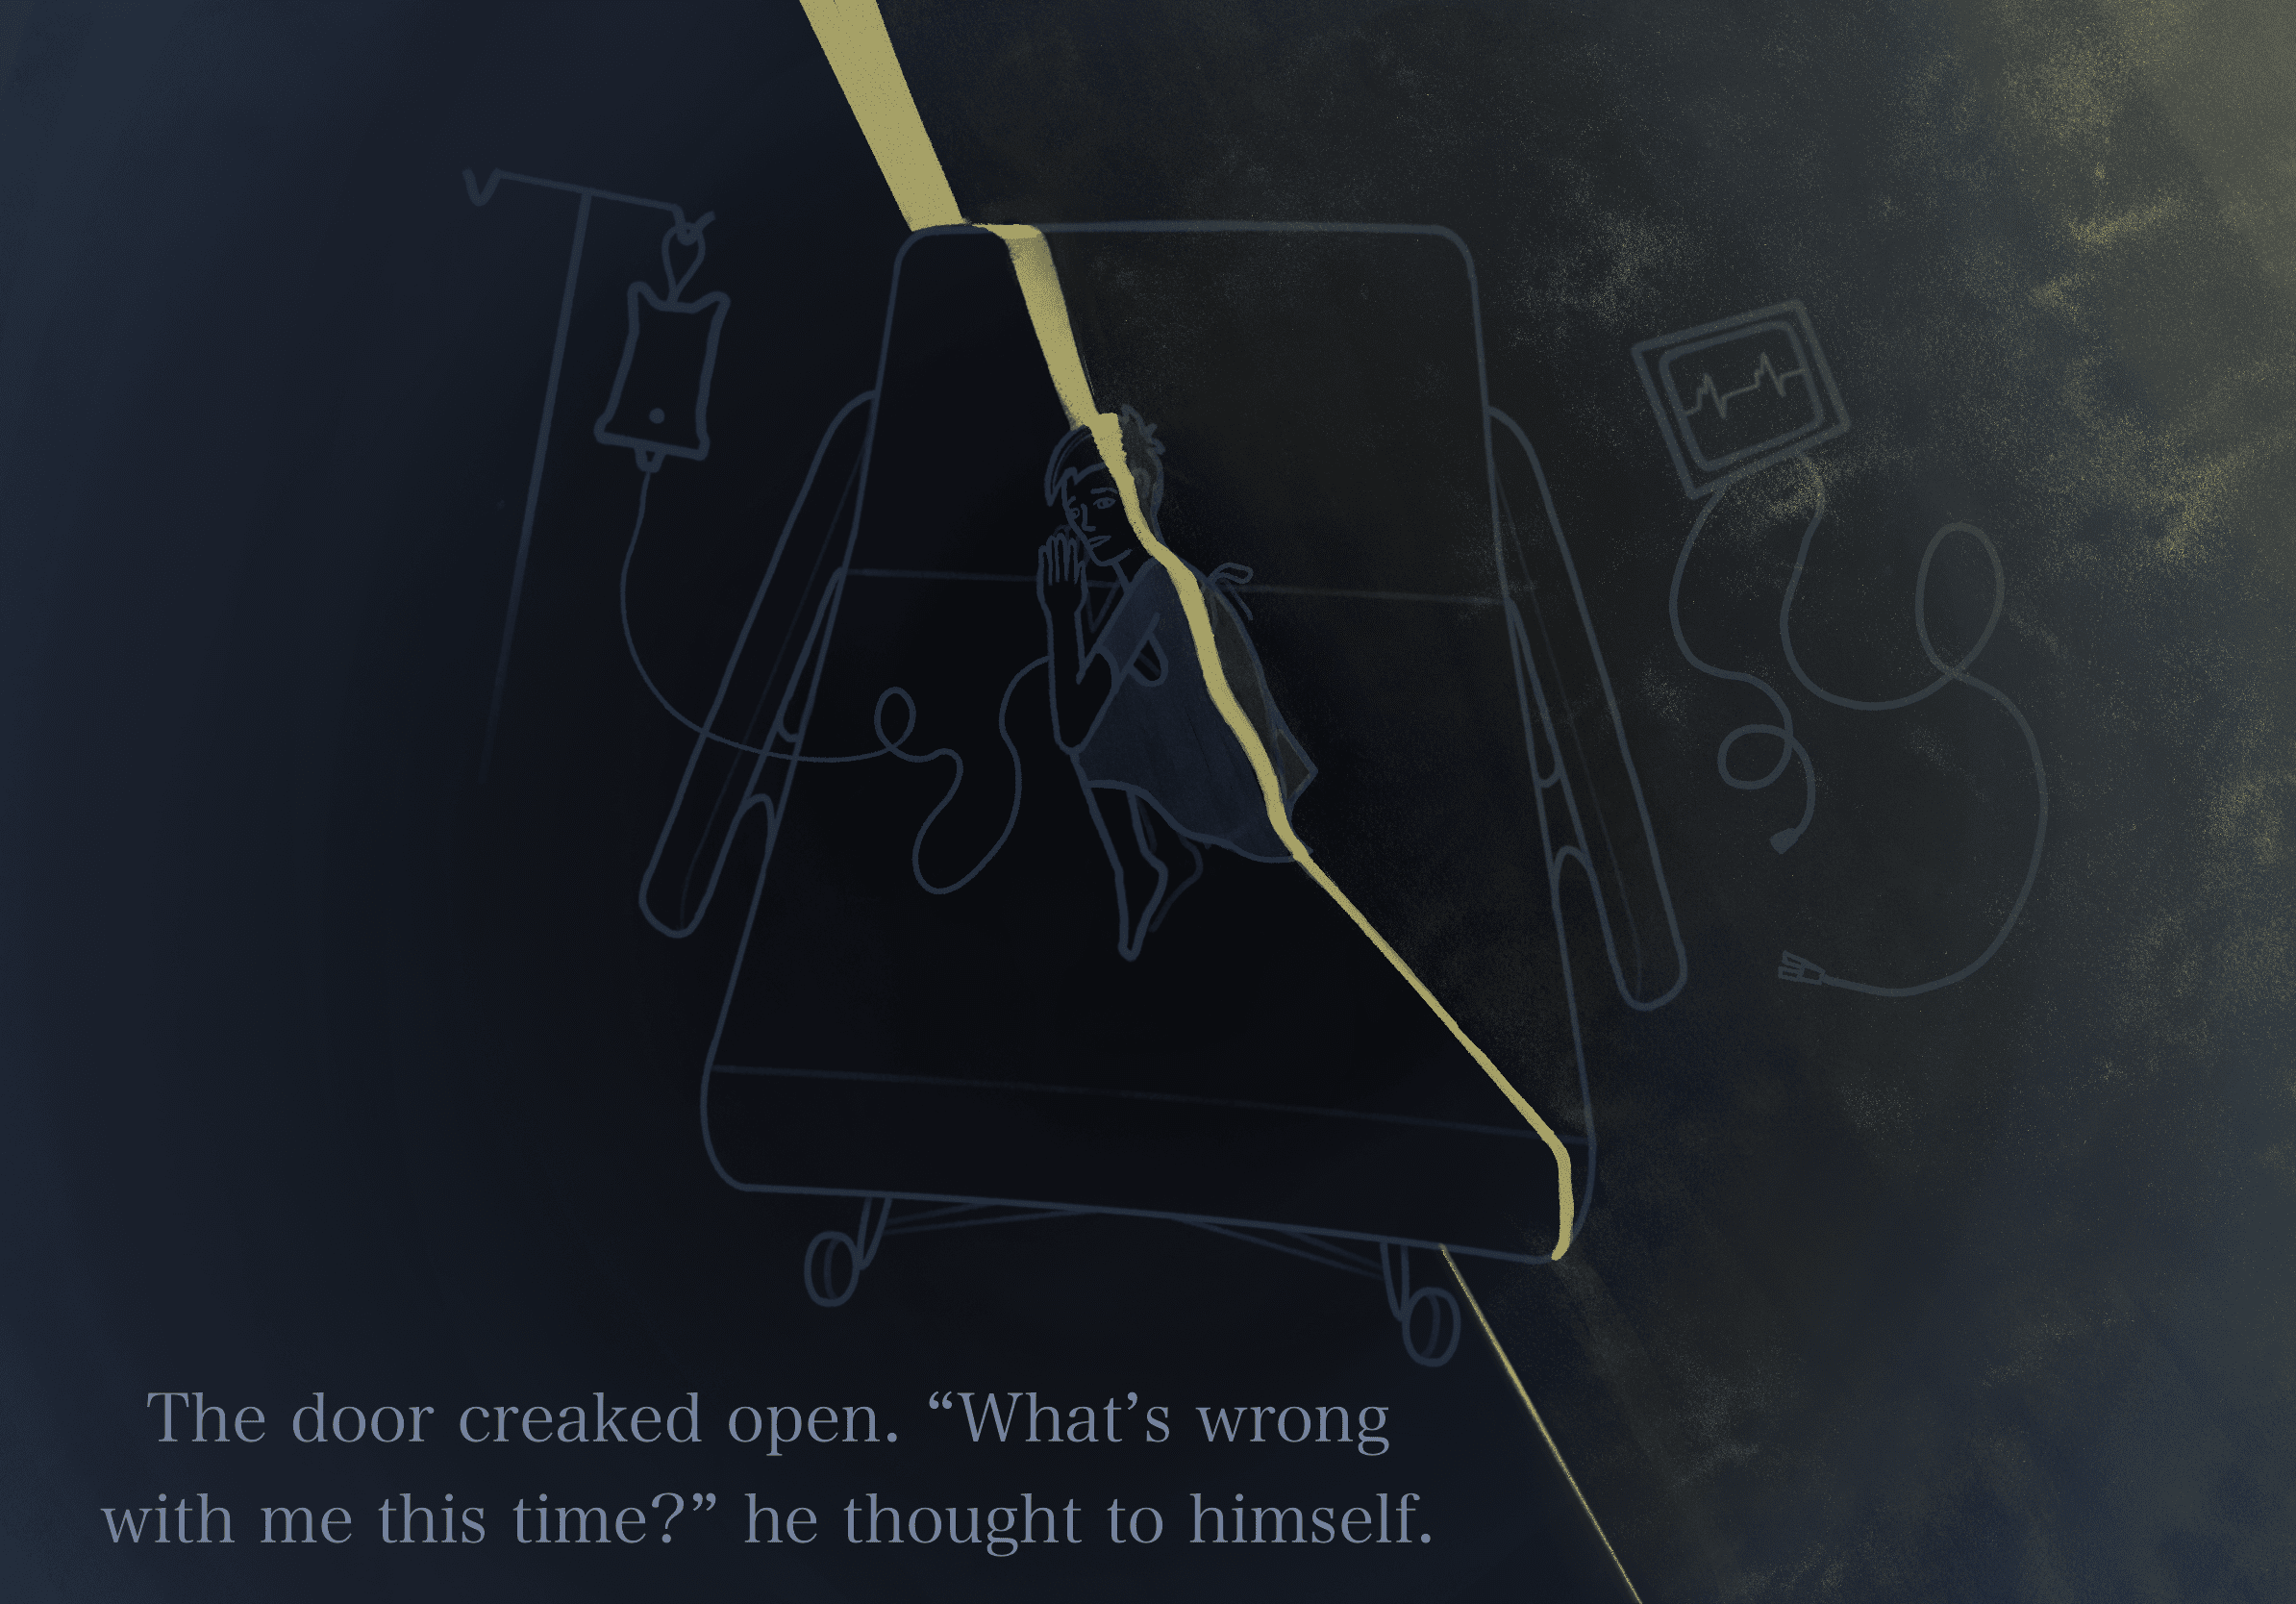 The door creaked open. “What’s wrong
with me this time?” he thought to himself.